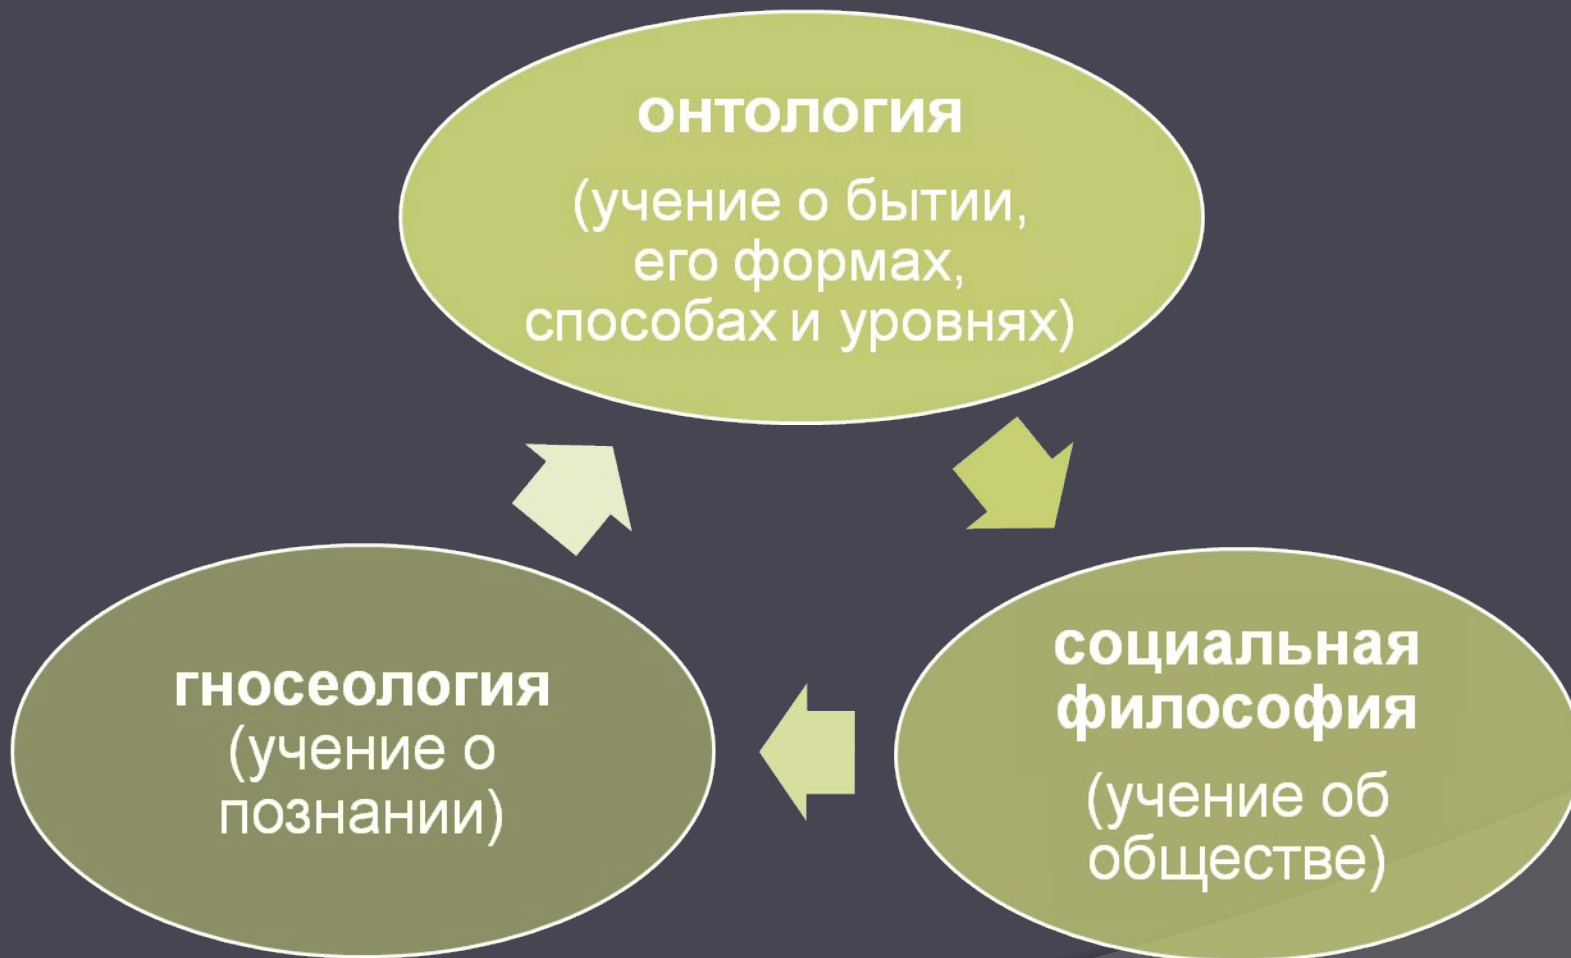 онтология
(учение о бытии,
его формах,
способах и уровнях)
социальная
философия
(учение об
обществе)
гносеология
(учение о
познании)